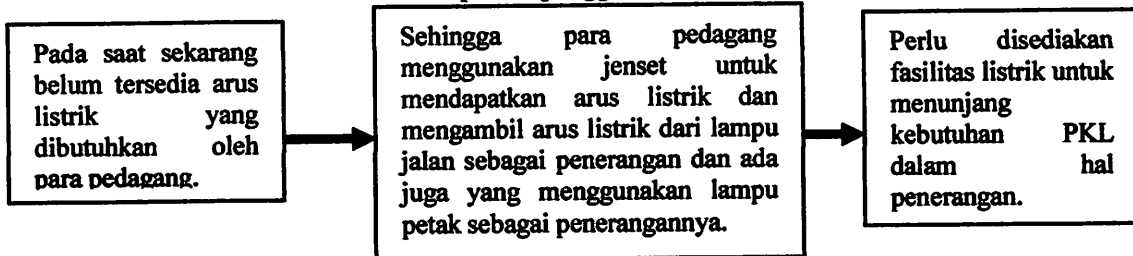 Pada saat sekarang
belum tersedia arus
listrik yang
dibutuhkan oleh
para pedagang.
Sehingga para pedagang
menggunakan jenset untuk
mendapatkan arus listrik dan
mengambil arus listrik dari lampu
jalan sebagai penerangan dan ada
juga yang menggunakan lampu
petak sebagai penerangannya.
Perlu disediakan
fasilitas listrik untuk
menunjang
kebutuhan PKL
dalam hal
penerangan.